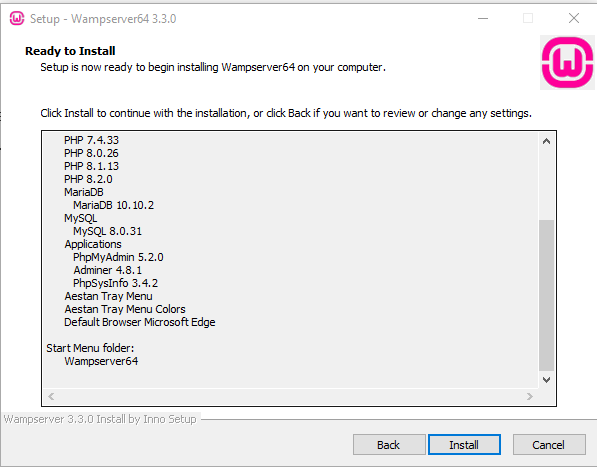 Setup - Wampserver64 3.3.0
Ready to Install
Setup is now ready to begin installing Wampserver64 on your computer.
Click Install to continue with the installation, or click Back if you want to review or change any settings.
PHP 7.4.33
PHP 8.0.26
PHP 8.1.13
PHP 8.2.0
MariaDB
MariaDB 10.10.2
MySQL
MySQL 8.0.31
Applications
PhpMyAdmin 5.2.0
Adminer 4.8.1
PhpSysInfo 3.4.2
Aestan Tray Menu
Aestan Tray Menu Colors
Default Browser Microsoft Edge
Start Menu folder:
Wampserver64
Wampserver 3.3.0 Install by Inno Setup
Back Install Cancel